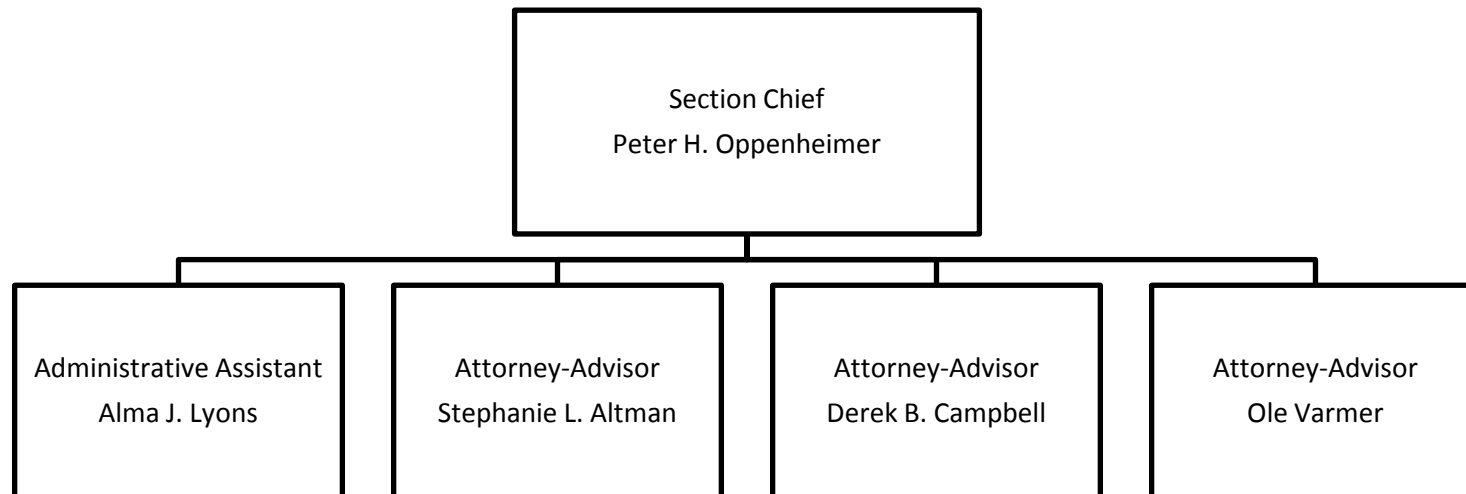 Section Chief
Peter H. Oppenheimer
Administrative Assistant
Alma J. Lyons
Attorney-Advisor
Stephanie L. Altman
Attorney-Advisor
Derek B. Campbell
Attorney-Advisor
Ole Varmer